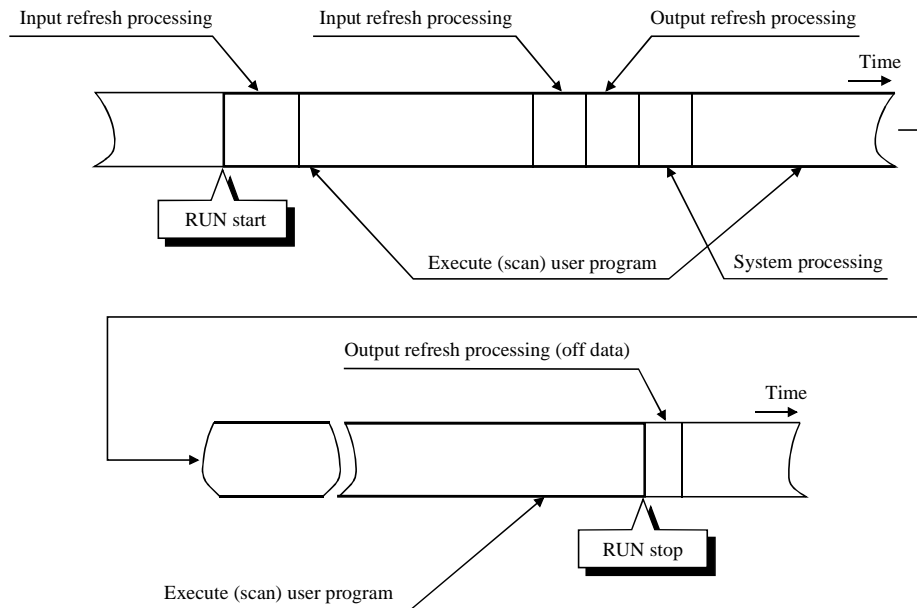 Input refresh processing
Input refresh processing
Output refresh processing
Time
RUN start
Execute (scan) user program
System processing
Output refresh processing (off data)
Time
RUN stop
Execute (scan) user program